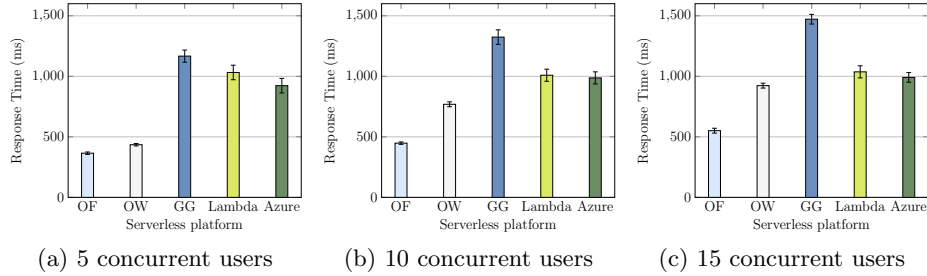 1,500
1,000
500
0
Response Time (ms)
OF OW GG Lambda Azure
Serverless platform
(a) 5 concurrent users
1,500
1,000
500
0
Response Time (ms)
OF OW GG Lambda Azure
Serverless platform
(b) 10 concurrent users
1,500
1,000
500
0
Response Time (ms)
OF OW GG Lambda Azure
Serverless platform
(c) 15 concurrent users